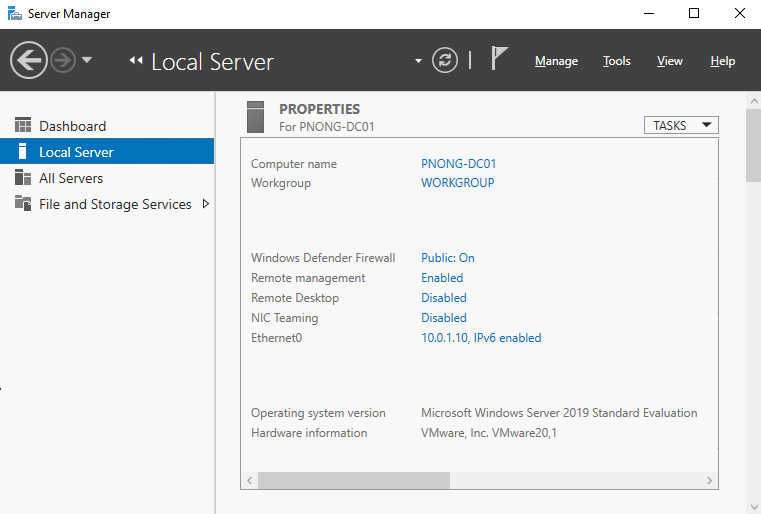 Server Manager
Local Server
Manage Tools View Help
Dashboard
Local Server
All Servers
File and Storage Services
PROPERTIES
For PNONG-DC01
TASKS
Computer name PNONG-DC01
Workgroup WORKGROUP
Windows Defender Firewall Public: On
Remote management Enabled
Remote Desktop Disabled
NIC Teaming Disabled
Ethernet0 10.0.1.10, IPv6 enabled
Operating system version Microsoft Windows Server 2019 Standard Evaluation
Hardware information VMware, Inc. VMware20,1